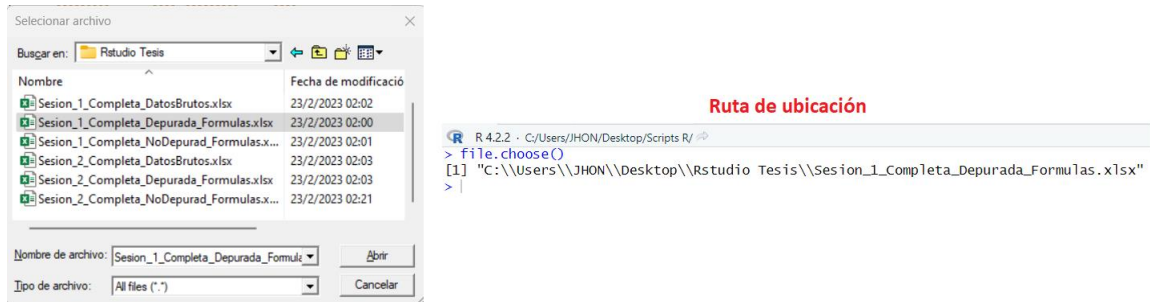 Selecionar archivo
Buscar en: Rstudio Tesis
Nombre Fecha de modificació
Sesion_1_Completa_DatosBrutos.xlsx 23/2/2023 02:02
Sesion_1_Completa_Depurada_Formulas.xlsx 23/2/2023 02:00
Sesion_1_Completa_NoDepurad_Formulas.x... 23/2/2023 02:01
Sesion_2_Completa_DatosBrutos.xlsx 23/2/2023 02:03
Sesion_2_Completa_Depurada_Formulas.xlsx 23/2/2023 02:03
Sesion_2_Completa_NoDepurad_Formulas.x... 23/2/2023 02:21
Nombre de archivo: Sesion_1_Completa_Depurada_Formula Abrir
Tipo de archivo: All files (*.*) Cancelar
Ruta de ubicación
R R 4.2.2 · C:/Users/JHON/Desktop/Scripts R/
> file.choose()
[1] "C:\\Users\\JHON\\Desktop\\Rstudio Tesis\\Sesion_1_Completa_Depurada_Formulas.xlsx"
>